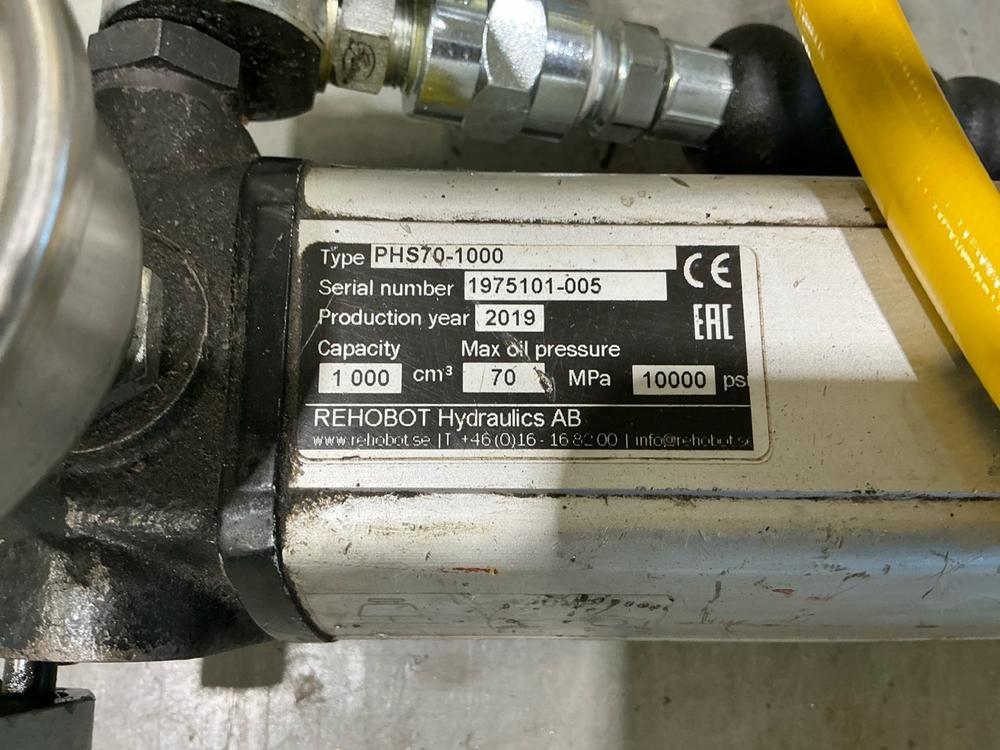 Type PHS70-1000
CE
Serial number 1975101-005
Production year 2019
EAC
Capacity Max oil pressure
1 000 cm³ 70 MPa 10000 psi
REHOBOT Hydraulics AB
www.rehobot.se | T +46(0)16 - 16 82 00 | info@rehobot.s